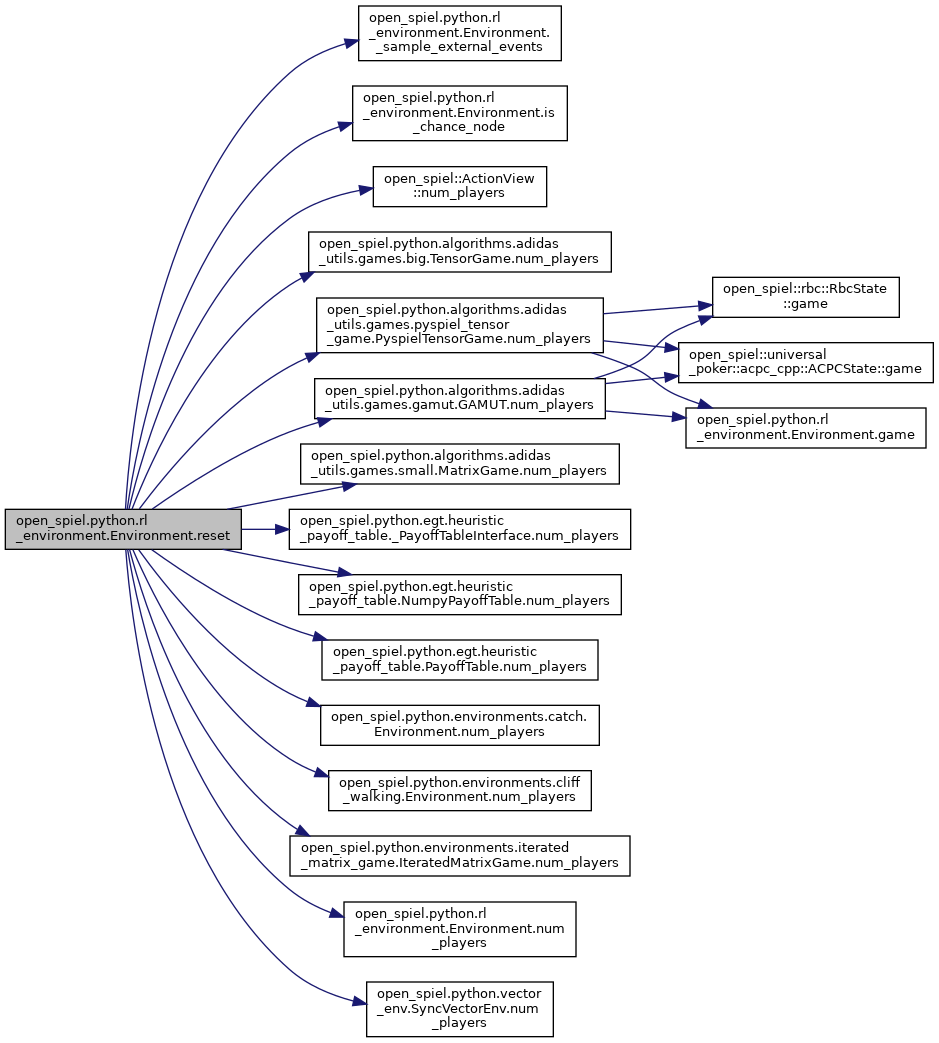 open_spiel.python.rl
_environment.Environment.reset
open_spiel.python.rl
_environment.Environment.
_sample_external_events
open_spiel.python.rl
_environment.Environment.is
_chance_node
open_spiel::ActionView
::num_players
open_spiel.python.algorithms.adidas
_utils.games.big.TensorGame.num_players
open_spiel.python.algorithms.adidas
_utils.games.pyspiel_tensor
_game.PyspielTensorGame.num_players
open_spiel.python.algorithms.adidas
_utils.games.gamut.GAMUT.num_players
open_spiel.python.algorithms.adidas
_utils.games.small.MatrixGame.num_players
open_spiel.python.egt.heuristic
_payoff_table._PayoffTableInterface.num_players
open_spiel.python.egt.heuristic
_payoff_table.NumpyPayoffTable.num_players
open_spiel.python.egt.heuristic
_payoff_table.PayoffTable.num_players
open_spiel.python.environments.catch.
Environment.num_players
open_spiel.python.environments.cliff
_walking.Environment.num_players
open_spiel.python.environments.iterated
_matrix_game.IteratedMatrixGame.num_players
open_spiel.python.rl
_environment.Environment.num
_players
open_spiel.python.vector
_env.SyncVectorEnv.num
_players
open_spiel::rbc::RbcState
::game
open_spiel::universal
_poker::acpc_cpp::ACPCState::game
open_spiel.python.rl
_environment.Environment.game